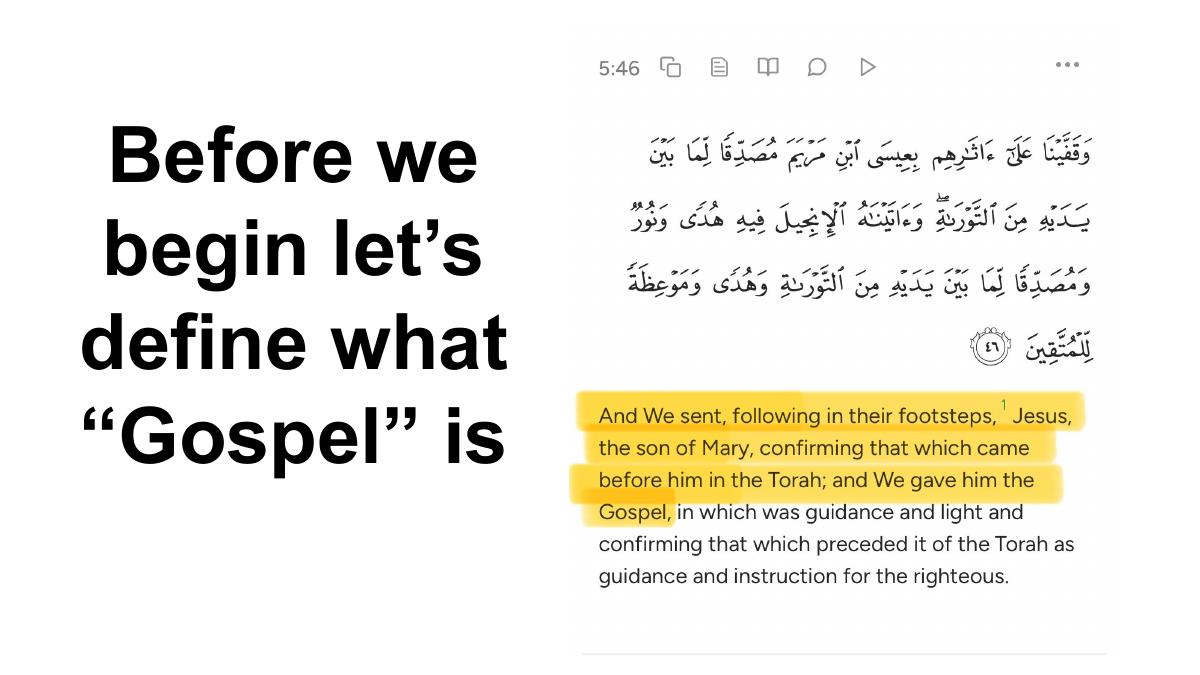 Before we
begin let’s
define what
“Gospel” is
5:46
وَقَفَّيْنَا عَلَىٰٓ ءَاثَـٰرِهِم بِعِيسَى ٱبْنِ مَرْيَمَ مُصَدِّقًا لِّمَا بَيْنَ
يَدَيْهِ مِنَ ٱلتَّوْرَىٰةِ ۖ وَءَاتَيْنَـٰهُ ٱلْإِنجِيلَ فِيهِ هُدًى وَنُورٌ
وَمُصَدِّقًا لِّمَا بَيْنَ يَدَيْهِ مِنَ ٱلتَّوْرَىٰةِ وَهُدًى وَمَوْعِظَةً
لِّلْمُتَّقِينَ ٤٦
And We sent, following in their footsteps,1 Jesus,
the son of Mary, confirming that which came
before him in the Torah; and We gave him the
Gospel, in which was guidance and light and
confirming that which preceded it of the Torah as
guidance and instruction for the righteous.